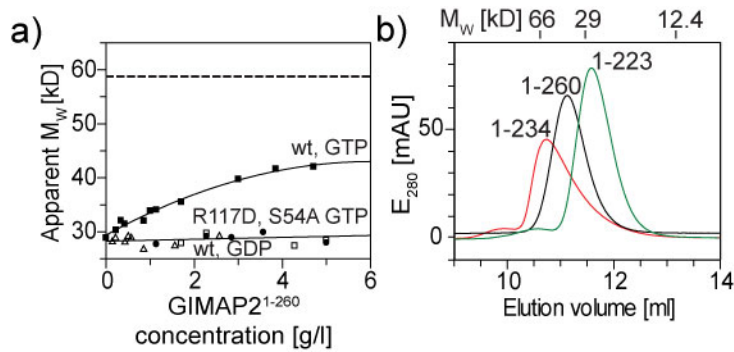 a)
Apparent M_W [kD]
60
50
40
30
20
wt, GTP
R117D, S54A GTP
wt, GDP
0 2 4 6
GIMAP2^1-260
concentration [g/l]
b)
M_W [kD] 66 29 12.4
E_280 [mAU]
50
0
1-223
1-260
1-234
10 12 14
Elution volume [ml]